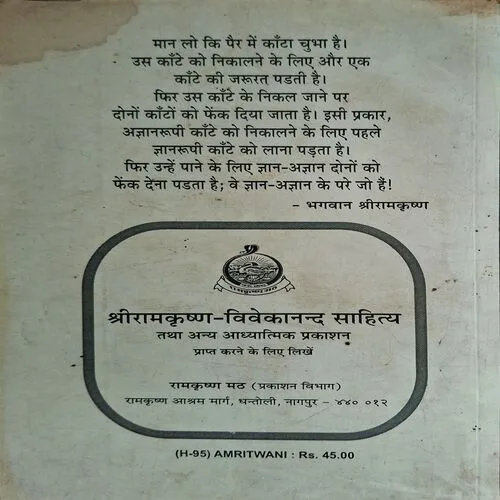 मान लो कि पैर में काँटा चुभा है।
उस काँटे को निकालने के लिए और एक
काँटे की जरूरत पडती है।
फिर उस काँटे के निकल जाने पर
दोनों काँटों को फेंक दिया जाता है। इसी प्रकार,
अज्ञानरूपी काँटे को निकालने के लिए पहले
ज्ञानरूपी काँटे को लाना पड़ता है।
फिर उन्हें पाने के लिए ज्ञान-अज्ञान दोनों को
फेंक देना पडता है; वे ज्ञान-अज्ञान के परे जो हैं!
- भगवान श्रीरामकृष्ण
रामकृष्ण मठ
श्रीरामकृष्ण-विवेकानन्द साहित्य
तथा अन्य आध्यात्मिक प्रकाशन
प्राप्त करने के लिए लिखें
रामकृष्ण मठ (प्रकाशन विभाग)
रामकृष्ण आश्रम मार्ग, धन्तोली, नागपुर - ४४० ०१२
(H-95) AMRITWANI : Rs. 45.00